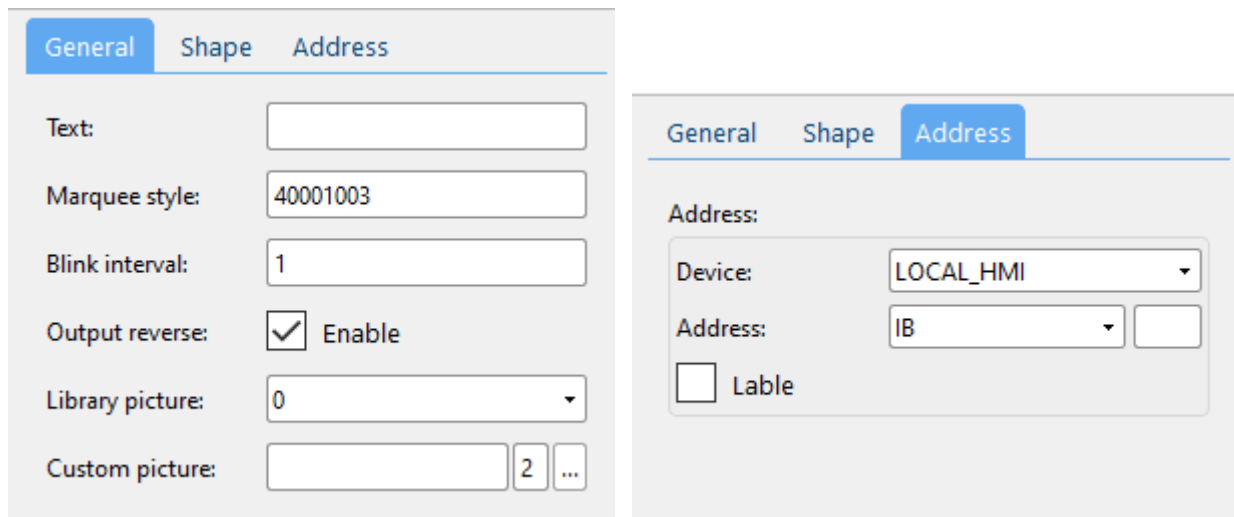 General Shape Address
Text:
Marquee style: 40001003
Blink interval: 1
Output reverse: Enable
Library picture: 0
Custom picture: 2 ...
General Shape Address
Address:
Device: LOCAL_HMI
Address: IB
Lable